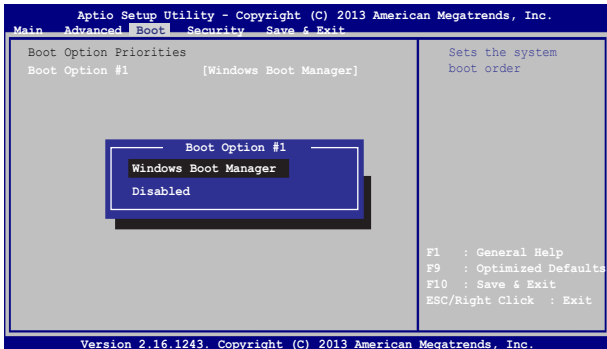 Aptio Setup Utility - Copyright (C) 2013 American Megatrends, Inc.
Main Advanced Boot Security Save & Exit
Boot Option Priorities
Boot Option #1 [Windows Boot Manager]
Sets the system
boot order
Boot Option #1
Windows Boot Manager
Disabled
F1 : General Help
F9 : Optimized Defaults
F10 : Save & Exit
ESC/Right Click : Exit
Version 2.16.1243. Copyright (C) 2013 American Megatrends, Inc.